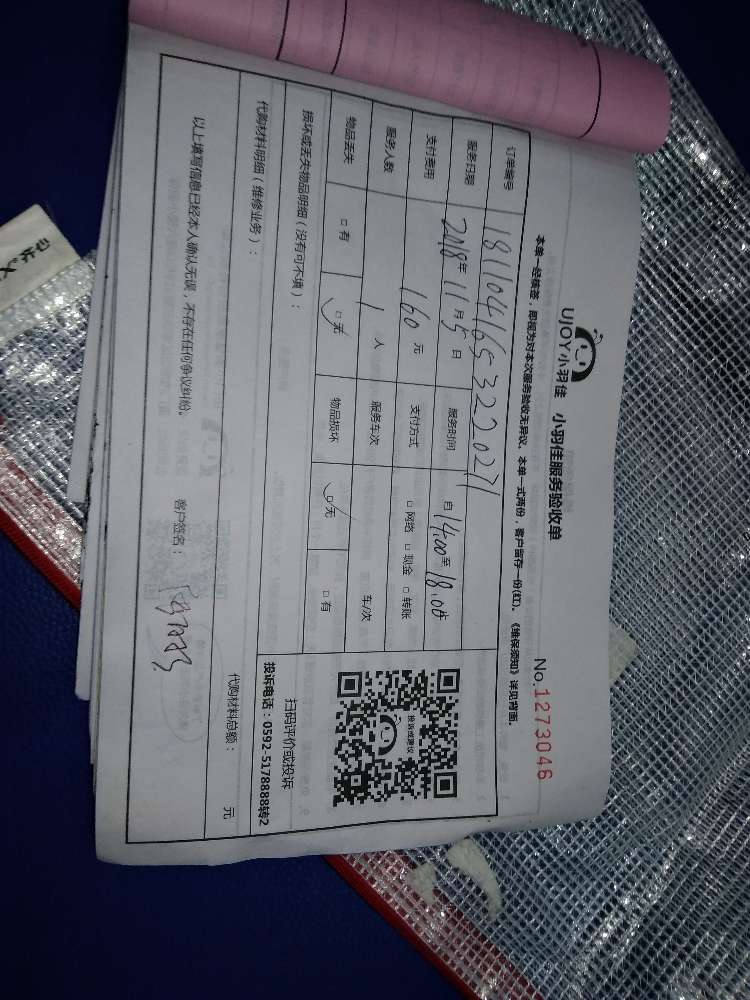 UJOY小羽佳 小羽佳服务验收单
No.1273046
本单一经核签，即视为对本次服务验收无异议，本单一式两份，客户留存一份(红)。《维保须知》详见背面。
订单编号 181104165322027
服务日期 2018年11月5日 服务时间 自14:00至18:00
支付费用 160元 支付方式 □网络 □现金 □转账
服务人数 1人 服务车次 车/次
物品丢失 □有 □无 物品损坏 □无 □有
投诉或建议
扫码评价或投诉
投诉电话：0592-5178888转2
损坏或丢失物品明细（没有可不填）：
代购材料明细（维修业务）：
代购材料总额： 元
以上填写信息已经本人确认无误，不存在任何争议纠纷。 客户签名：